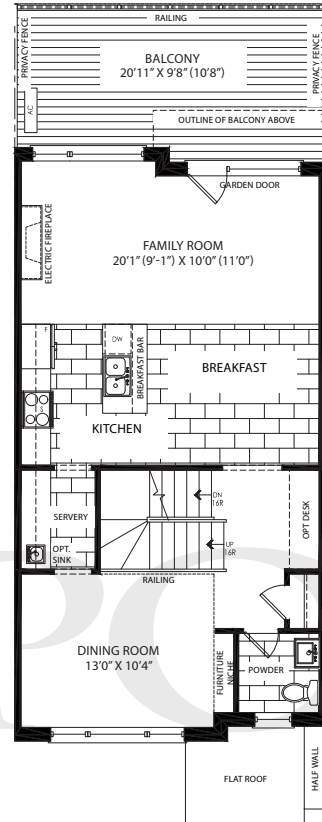 RAILING
PRIVACY FENCE
PRIVACY FENCE
BALCONY
20'11" X 9'8" (10'8")
AC
OUTLINE OF BALCONY ABOVE
GARDEN DOOR
ELECTRIC FIREPLACE
FAMILY ROOM
20'1" (9'-1") X 10'0" (11'0")
F
DW
BREAKFAST BAR
BREAKFAST
S
KITCHEN
SERVERY
OPT.
SINK
DN
16R
UP
16R
OPT DESK
RAILING
DINING ROOM
13'0" X 10'4"
FURNITURE
NICHE
POWDER
FLAT ROOF
HALF WALL